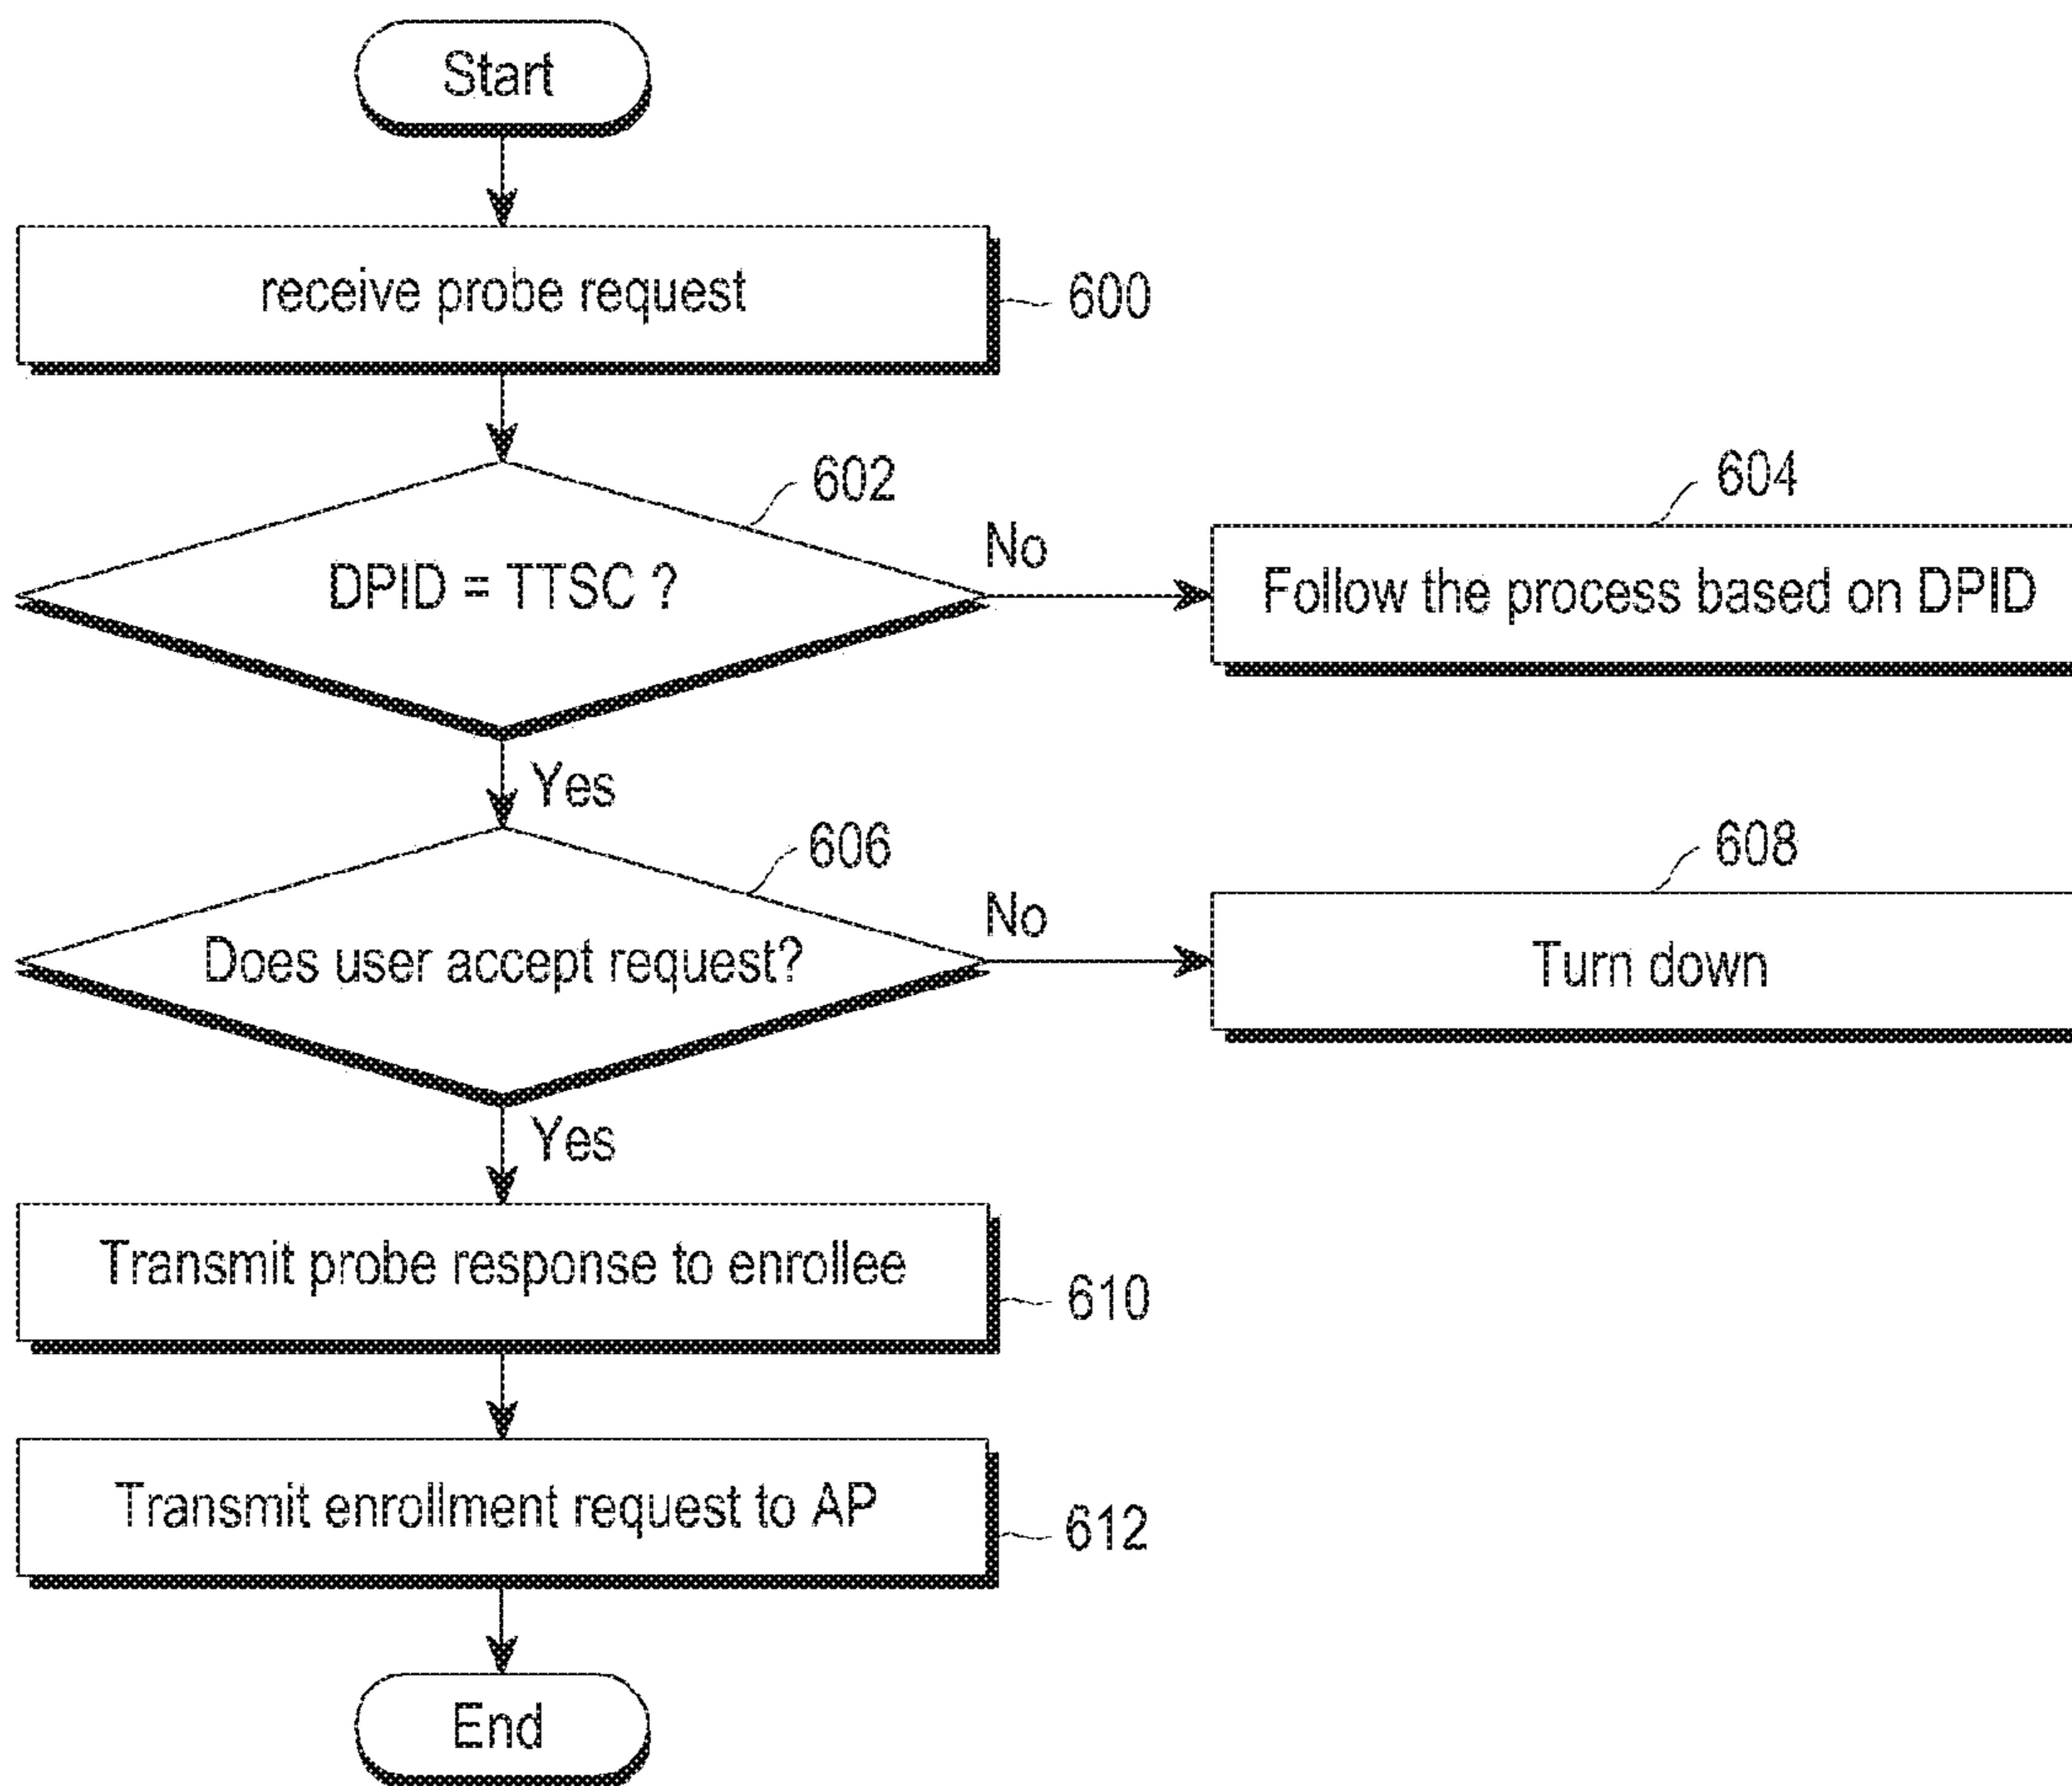 Start
receive probe request
600
602
DPID = TTSC ?
No
604
Follow the process based on DPID
Yes
606
Does user accept request?
No
608
Turn down
Yes
Transmit probe response to enrollee
610
Transmit enrollment request to AP
612
End